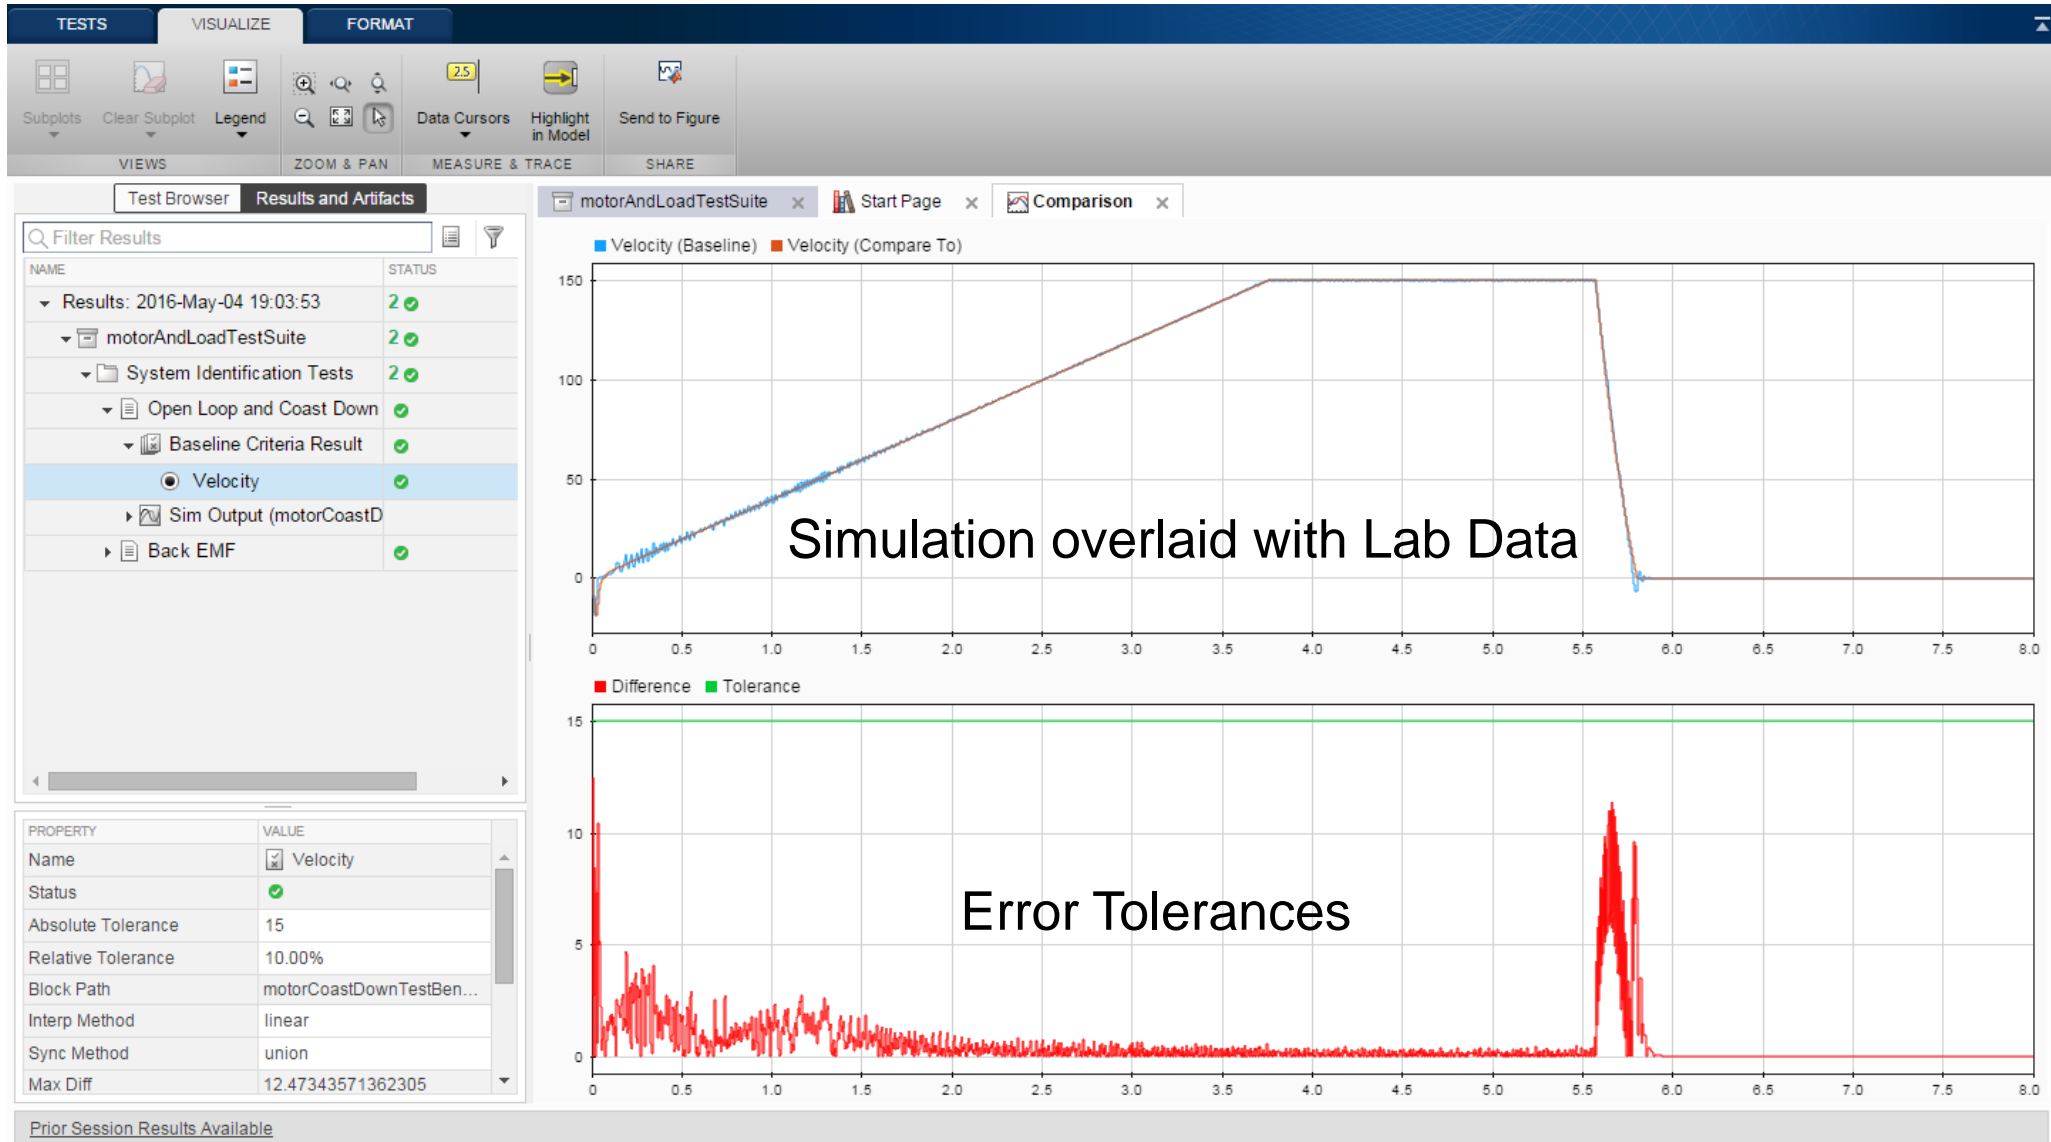 TESTS VISUALIZE FORMAT
2.5
Subplots Clear Subplot Legend Data Cursors Highlight in Model Send to Figure
VIEWS ZOOM & PAN MEASURE & TRACE SHARE
Test Browser Results and Artifacts
motorAndLoadTestSuite Start Page Comparison
Filter Results
NAME STATUS
Results: 2016-May-04 19:03:53 2
motorAndLoadTestSuite 2
System Identification Tests 2
Open Loop and Coast Down
Baseline Criteria Result
Velocity
Sim Output (motorCoastD
Back EMF
PROPERTY VALUE
Name Velocity
Status
Absolute Tolerance 15
Relative Tolerance 10.00%
Block Path motorCoastDownTestBen...
Interp Method linear
Sync Method union
Max Diff 12.47343571362305
Velocity (Baseline) Velocity (Compare To)
150
100
50
0
Simulation overlaid with Lab Data
0 0.5 1.0 1.5 2.0 2.5 3.0 3.5 4.0 4.5 5.0 5.5 6.0 6.5 7.0 7.5 8.0
Difference Tolerance
15
10
5
0
Error Tolerances
0 0.5 1.0 1.5 2.0 2.5 3.0 3.5 4.0 4.5 5.0 5.5 6.0 6.5 7.0 7.5 8.0
Prior Session Results Available